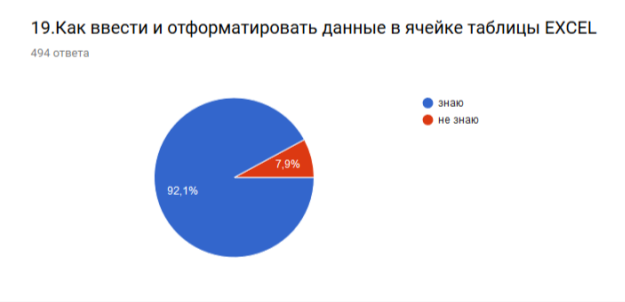 19.Как ввести и отформатировать данные в ячейке таблицы EXCEL
494 ответа
знаю
не знаю
7,9%
92,1%